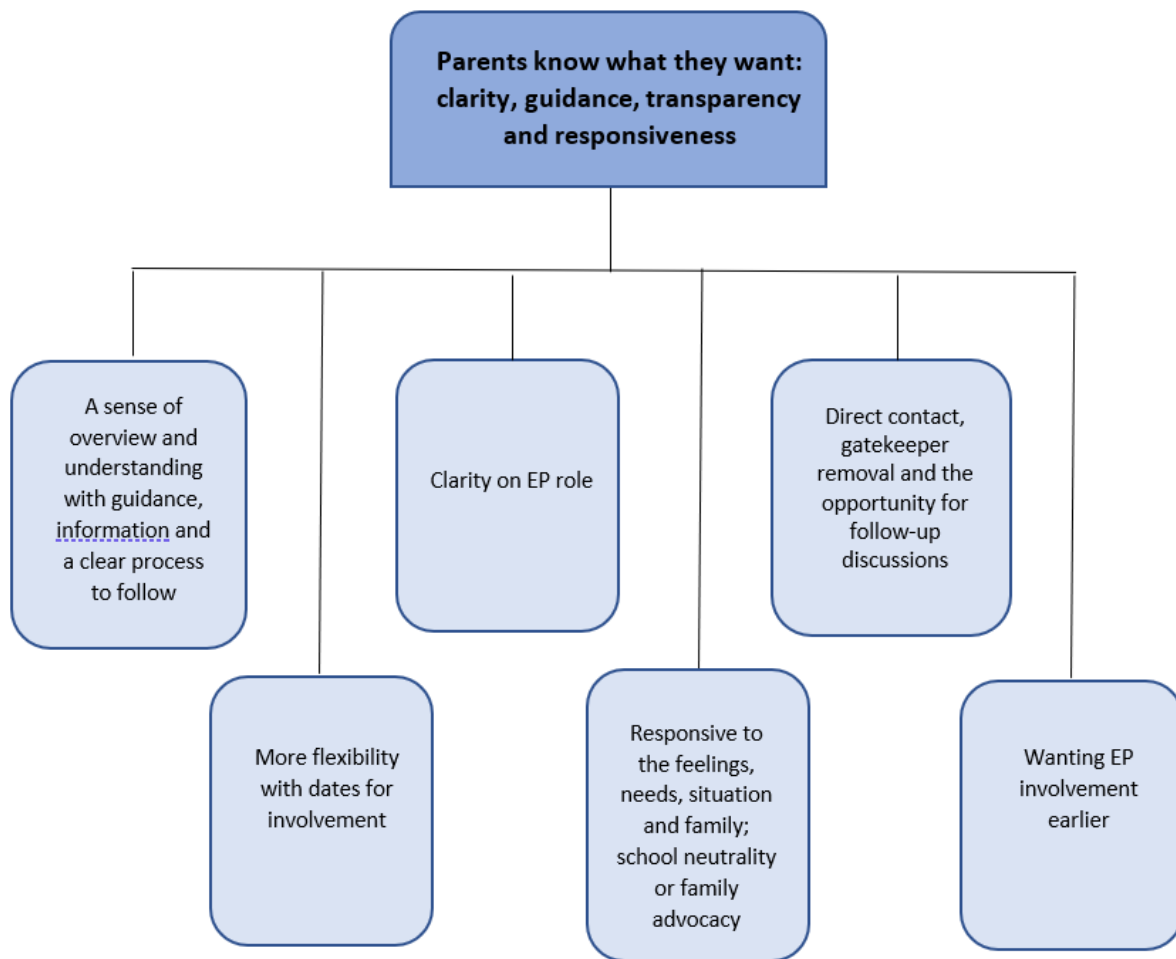 Parents know what they want:
clarity, guidance, transparency
and responsiveness
A sense of
overview and
understanding
with guidance,
information and
a clear process
to follow
Clarity on EP role
Direct contact,
gatekeeper
removal and the
opportunity for
follow-up
discussions
More flexibility
with dates for
involvement
Responsive to
the feelings,
needs, situation
and family;
school neutrality
or family
advocacy
Wanting EP
involvement
earlier